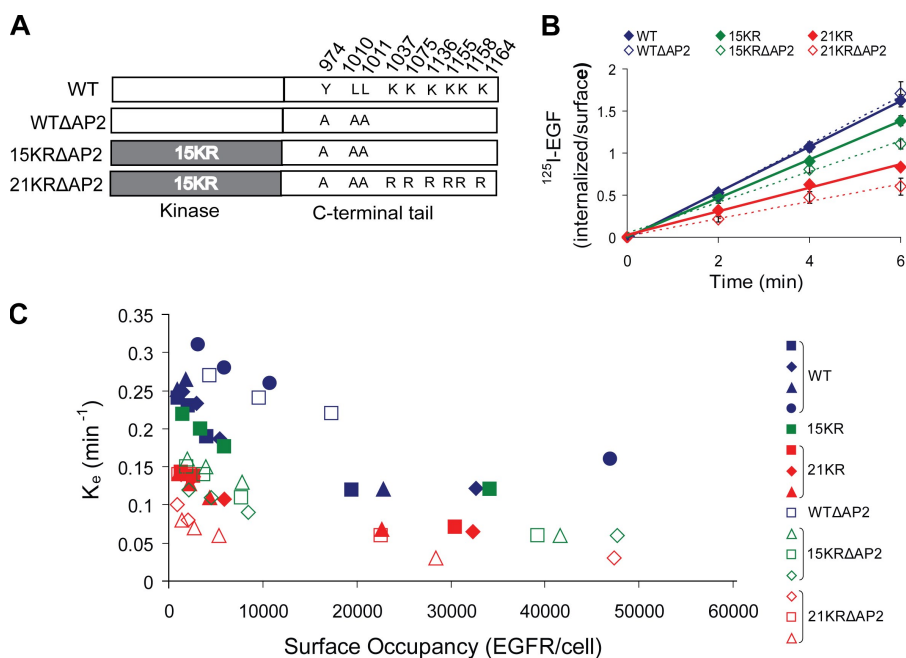 A
974 1010 1011 1037 1075 1136 1155 1158 1164
WT Y LL K K K K K K
WTΔAP2 A AA
15KRΔAP2 15KR A AA
21KRΔAP2 15KR A AA R R R R R R
Kinase C-terminal tail
B
WT 15KR 21KR
WTΔAP2 15KRΔAP2 21KRΔAP2
¹²⁵I-EGF
(internalized/surface)
2
1.5
1
0.5
0
0 2 4 6
Time (min)
C
Kₑ (min⁻¹)
0.35
0.3
0.25
0.2
0.15
0.1
0.05
0
0 10000 20000 30000 40000 50000 60000
Surface Occupancy (EGFR/cell)
WT
15KR
21KR
WTΔAP2
15KRΔAP2
21KRΔAP2